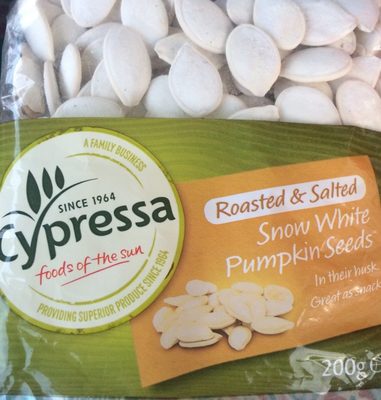 A FAMILY BUSINESS
SINCE 1964
Cypressa
foods of the sun
PROVIDING SUPERIOR PRODUCE SINCE 1964
Roasted & Salted
Snow White
Pumpkin Seeds
In their husk
Great as snack
200g